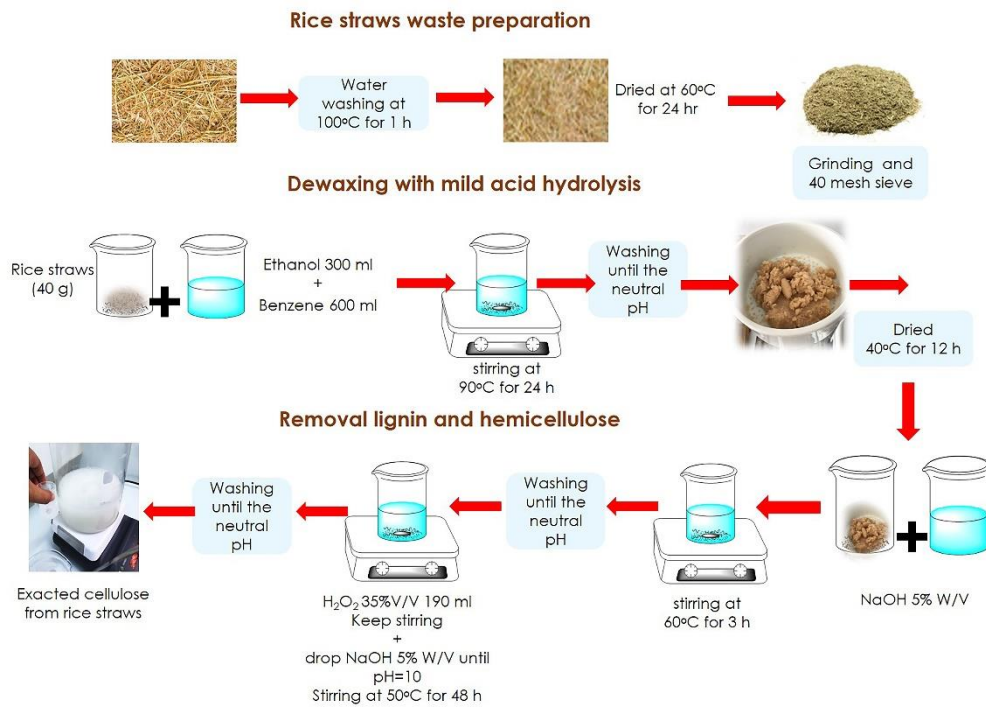 Rice straws waste preparation
Water
washing at
100°C for 1 h
Dried at 60°C
for 24 hr
Grinding and
40 mesh sieve
Dewaxing with mild acid hydrolysis
Rice straws
(40 g)
Ethanol 300 ml
+
Benzene 600 ml
stirring at
90°C for 24 h
Washing
until the
neutral
pH
Dried
40°C for 12 h
Removal lignin and hemicellulose
NaOH 5% W/V
stirring at
60°C for 3 h
Washing
until the
neutral
pH
H₂O₂ 35%V/V 190 ml
Keep stirring
+
drop NaOH 5% W/V until
pH=10
Stirring at 50°C for 48 h
Washing
until the
neutral
pH
Exacted cellulose
from rice straws